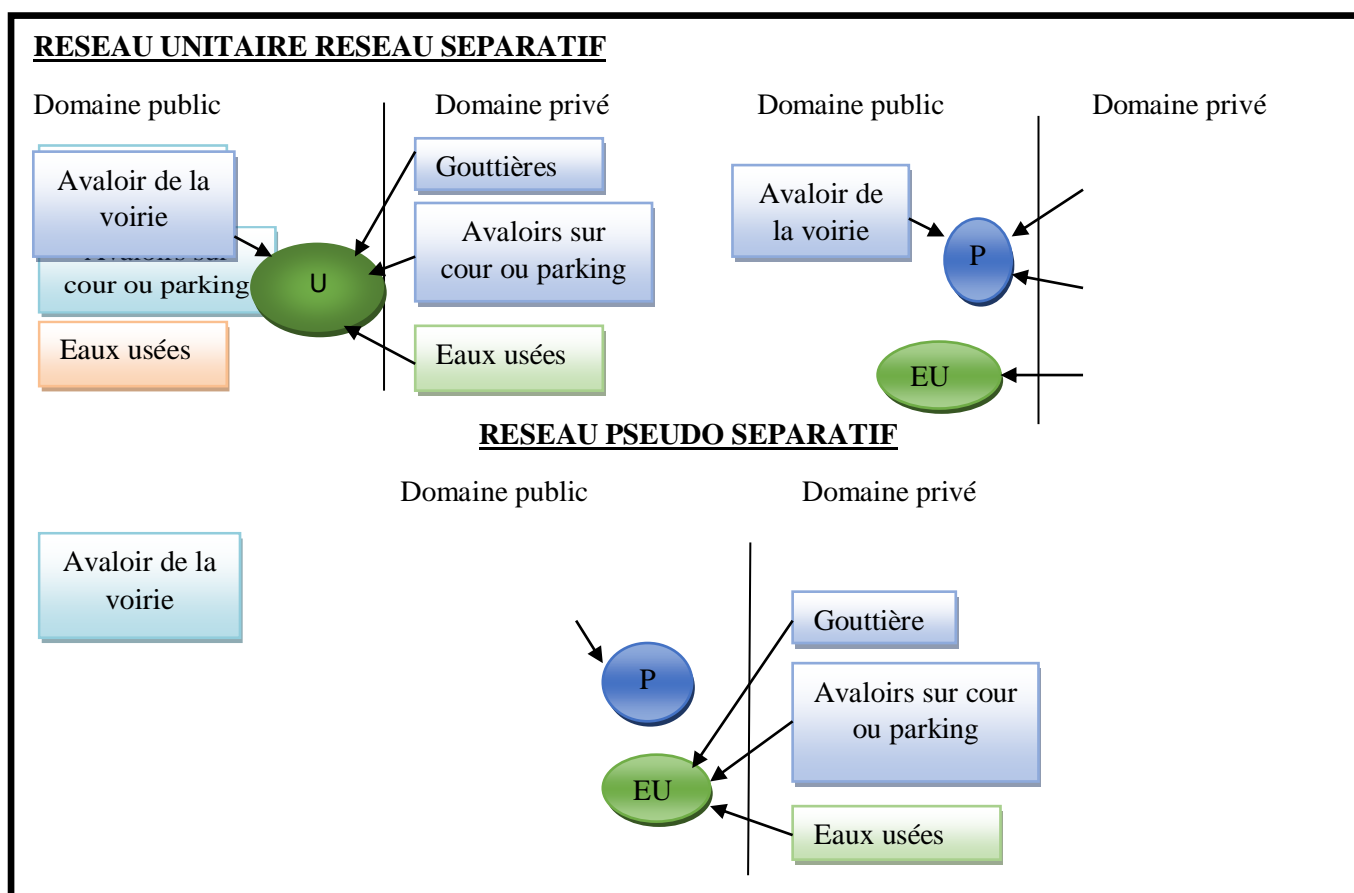 RESEAU UNITAIRE RESEAU SEPARATIF
Domaine public
Domaine privé
Domaine public
Domaine privé
Avaloir de la
voirie
Gouttières
Avaloirs sur
cour ou parking
Avaloirs sur
cour ou parking
Eaux usées
U
Eaux usées
Avaloir de
la voirie
P
EU
RESEAU PSEUDO SEPARATIF
Domaine public
Domaine privé
Avaloir de la
voirie
P
EU
Gouttière
Avaloirs sur cour
ou parking
Eaux usées